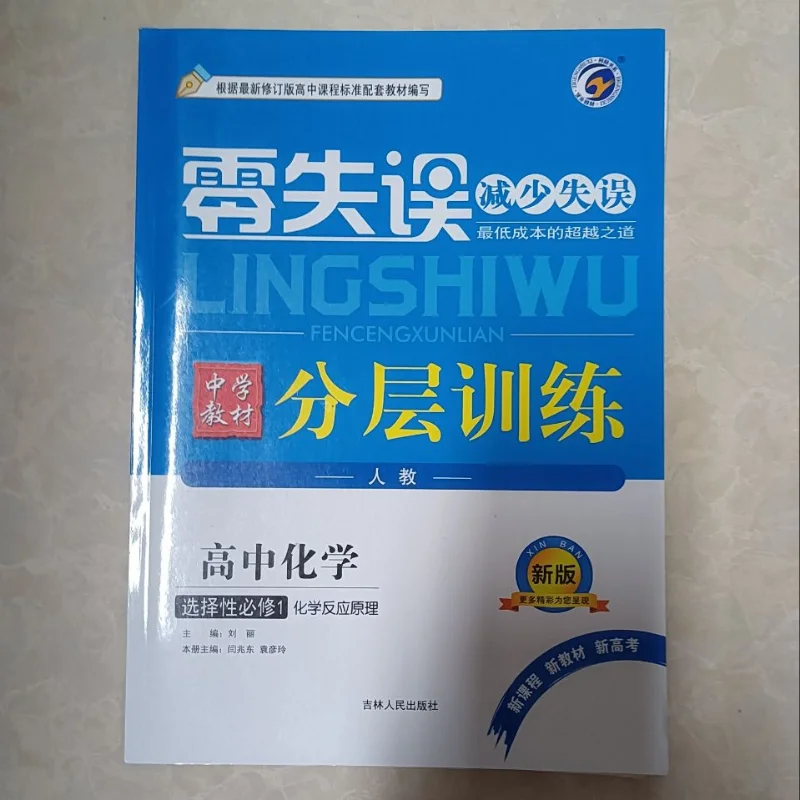 根据最新修订版高中课程标准配套教材编写
零失误 减少失误
最低成本的超越之道
LINGSHIWU
FENCENGXUNLIAN
中学教材 分层训练
人教
高中化学
选择性必修1 化学反应原理
主 编:刘 丽
本册主编:闫兆东 袁彦玲
XIN BAN
新版
更多精彩为您呈现
新课程 新教材 新高考
吉林人民出版社